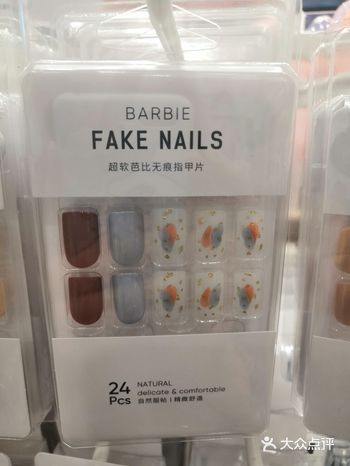 BARBIE
FAKE NAILS
超软芭比无痕指甲片
24
Pcs
NATURAL
delicate & comfortable
自然服帖 | 精微舒适
大众点评